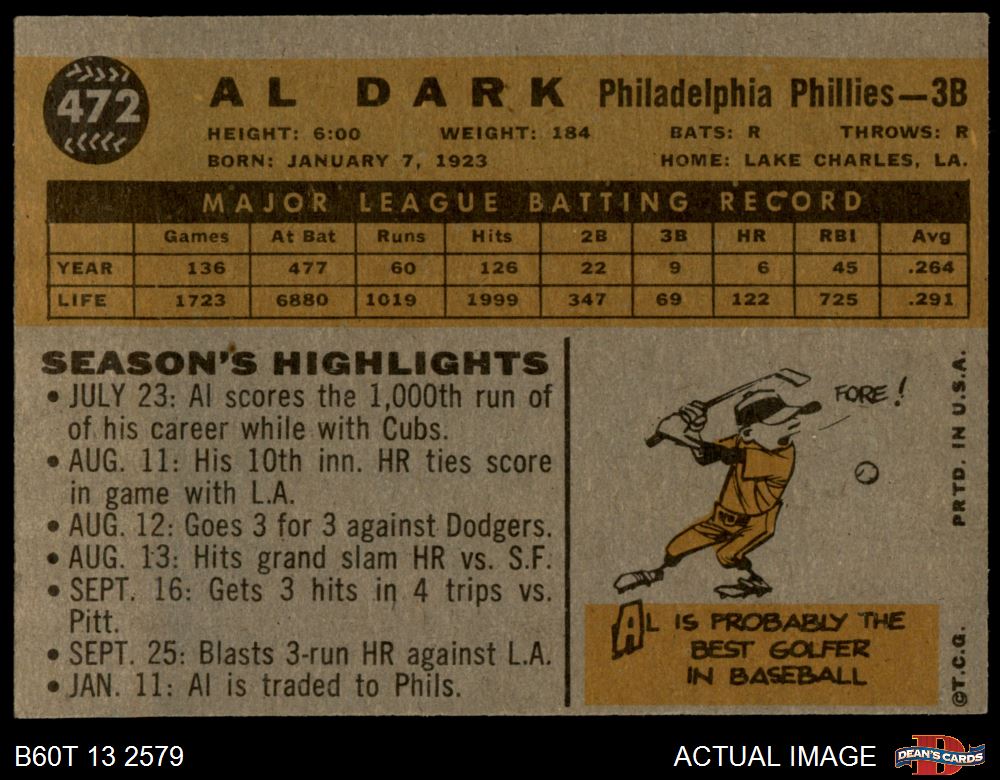 472
AL DARK Philadelphia Phillies—3B
HEIGHT: 6:00 WEIGHT: 184 BATS: R THROWS: R
BORN: JANUARY 7, 1923 HOME: LAKE CHARLES, LA.
MAJOR LEAGUE BATTING RECORD
Games At Bat Runs Hits 2B 3B HR RBI Avg
YEAR 136 477 60 126 22 9 6 45 .264
LIFE 1723 6880 1019 1999 347 69 122 725 .291
SEASON'S HIGHLIGHTS
• JULY 23: Al scores the 1,000th run of
of his career while with Cubs.
• AUG. 11: His 10th inn. HR ties score
in game with L.A.
• AUG. 12: Goes 3 for 3 against Dodgers.
• AUG. 13: Hits grand slam HR vs. S.F.
• SEPT. 16: Gets 3 hits in 4 trips vs.
Pitt.
• SEPT. 25: Blasts 3-run HR against L.A.
• JAN. 11: Al is traded to Phils.
FORE!
AL IS PROBABLY THE
BEST GOLFER
IN BASEBALL
©T.C.G. PRTD. IN U.S.A.
B60T 13 2579 ACTUAL IMAGE
DEAN'S CARDS